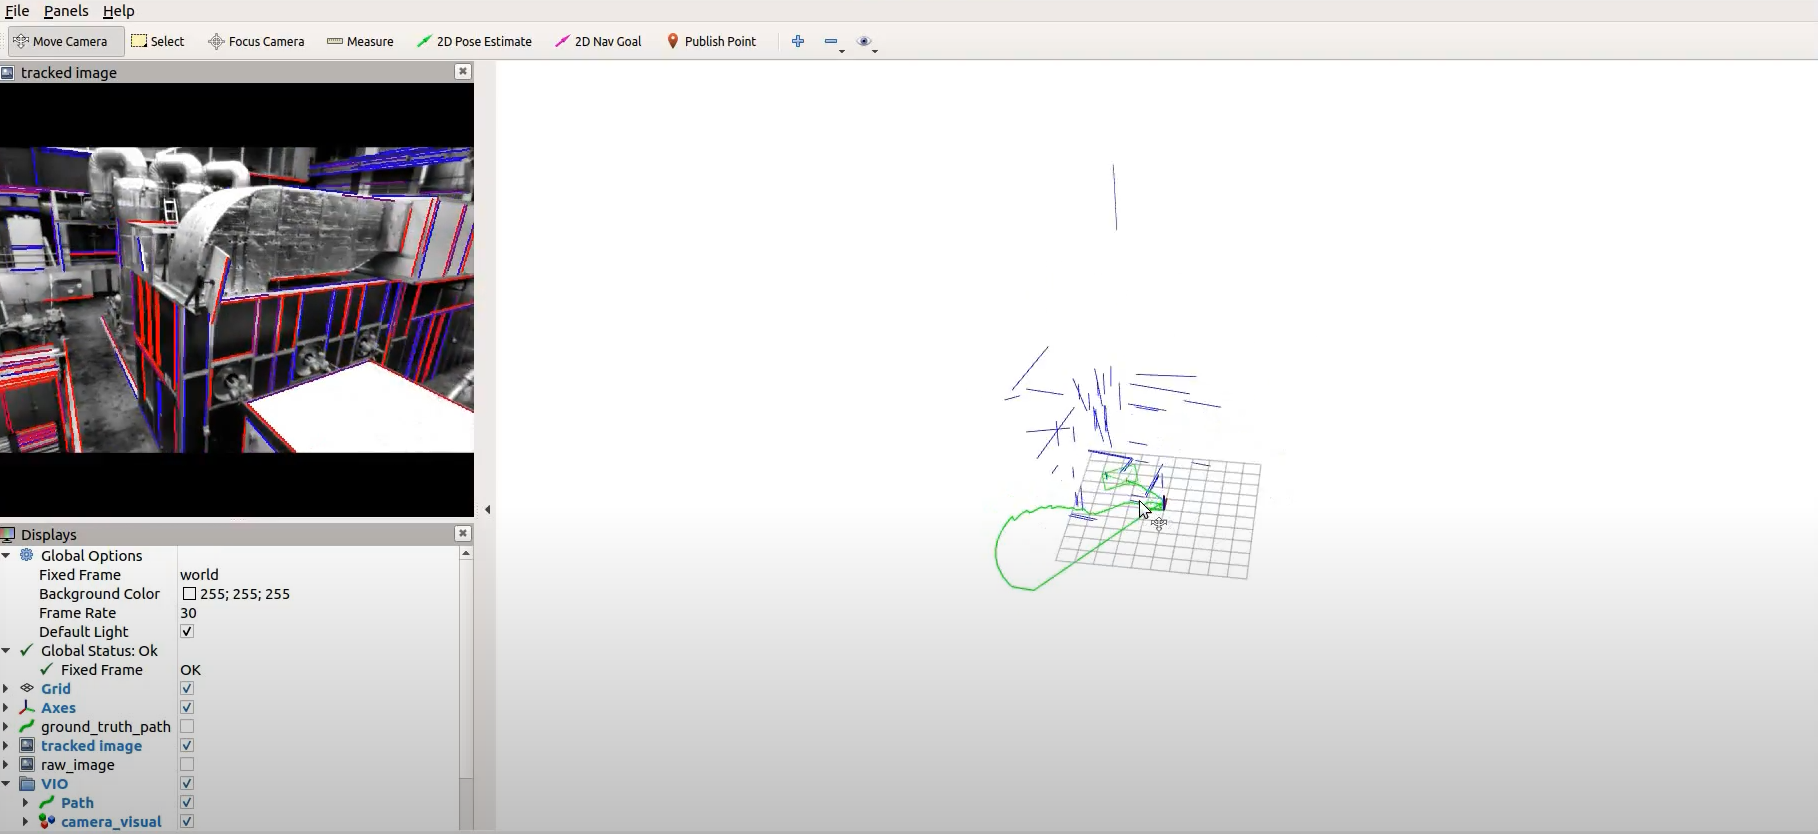 File Panels Help
Move Camera Select Focus Camera Measure 2D Pose Estimate 2D Nav Goal Publish Point
tracked image
Displays
Global Options
Fixed Frame world
Background Color 255; 255; 255
Frame Rate 30
Default Light
Global Status: Ok
Fixed Frame OK
Grid
Axes
ground_truth_path
tracked image
raw_image
VIO
Path
camera_visual